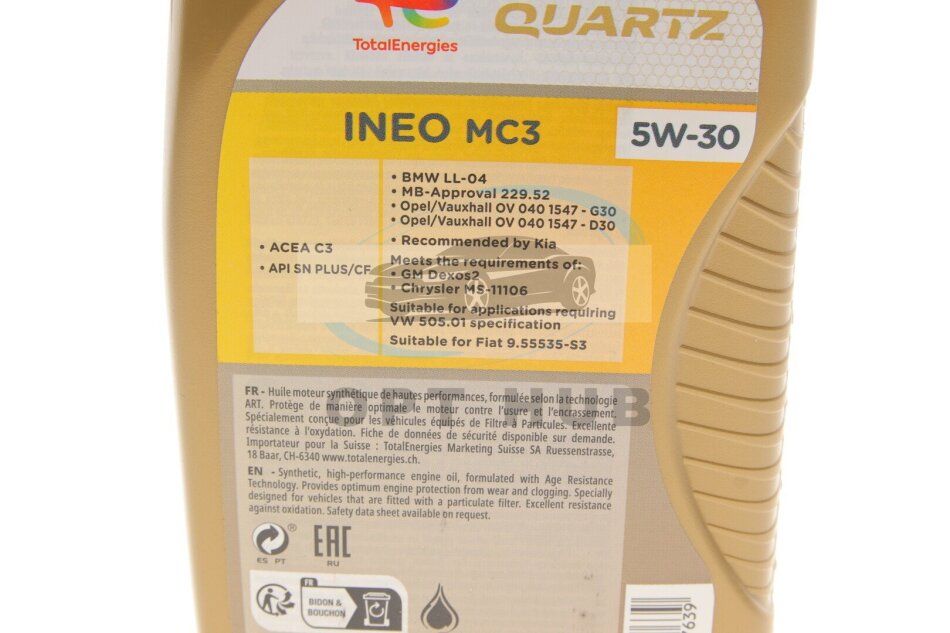 TotalEnergies
QUARTZ
INEO MC3
5W-30
• ACEA C3
• API SN PLUS/CF
• BMW LL-04
• MB-Approval 229.52
• Opel/Vauxhall OV 040 1547 - G30
• Opel/Vauxhall OV 040 1547 - D30
• Recommended by Kia
Meets the requirements of:
• GM Dexos2
• Chrysler MS-11106
Suitable for applications requiring
VW 505.01 specification
Suitable for Fiat 9.55535-S3
OPT HUB
FR - Huile moteur synthétique de hautes performances, formulée selon la technologie
ART. Protège de manière optimale le moteur contre l'usure et l'encrassement.
Spécialement conçue pour les véhicules équipés de Filtre à Particules. Excellente
résistance à l'oxydation. Fiche de données de sécurité disponible sur demande.
Importateur pour la Suisse : TotalEnergies Marketing Suisse SA Ruessenstrasse,
18 Baar, CH-6340 www.totalenergies.ch.
EN - Synthetic, high-performance engine oil, formulated with Age Resistance
Technology. Provides optimum engine protection from wear and clogging. Specially
designed for vehicles that are fitted with a particulate filter. Excellent resistance
against oxidation. Safety data sheet available on request.
®
ES PT
EAC
RU
FR
BIDON &
BOUCHON
7639